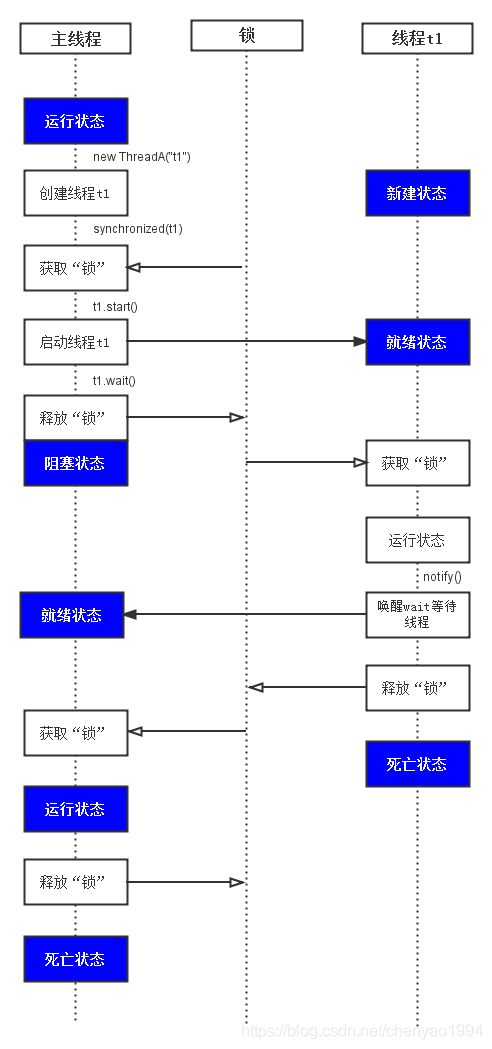 主线程
锁
线程t1
运行状态
new ThreadA("t1")
创建线程t1
新建状态
synchronized(t1)
获取“锁”
t1.start()
启动线程t1
就绪状态
t1.wait()
释放“锁”
阻塞状态
获取“锁”
运行状态
notify()
就绪状态
唤醒wait等待
线程
释放“锁”
获取“锁”
死亡状态
运行状态
释放“锁”
死亡状态
https://blog.csdn.net/chenyao1994